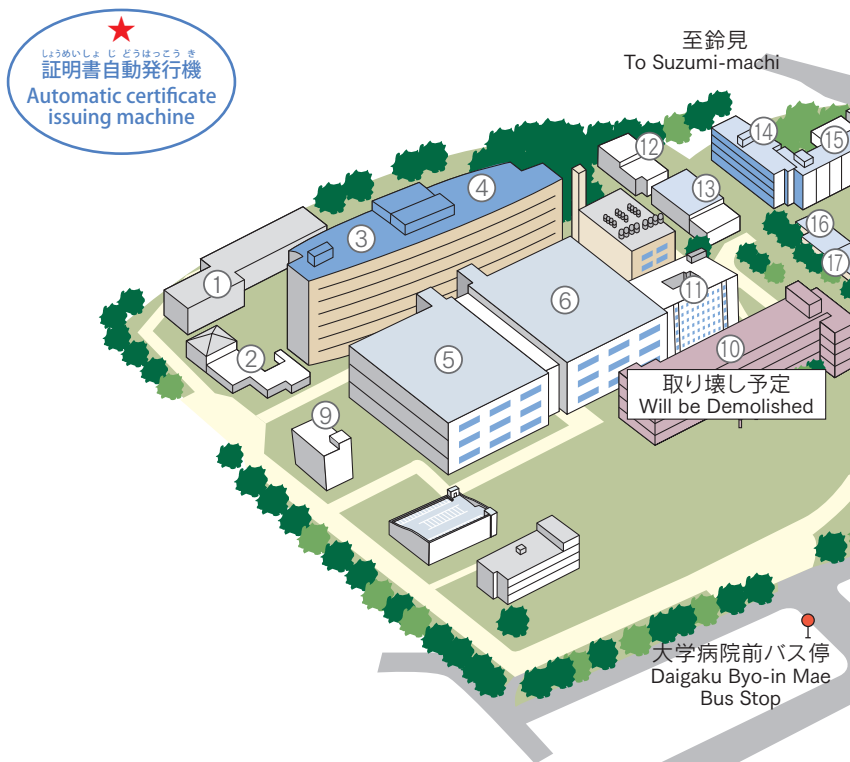 ★
しょうめいしょ じ どうはっこう き
証明書自動発行機
Automatic certificate
issuing machine
至鈴見
To Suzumi-machi
⑫
⑭
⑮
④
⑬
③
⑯
⑰
①
⑥
⑪
②
⑤
⑩
取り壊し予定
Will be Demolished
⑨
大学病院前バス停
Daigaku Byo-in Mae
Bus Stop